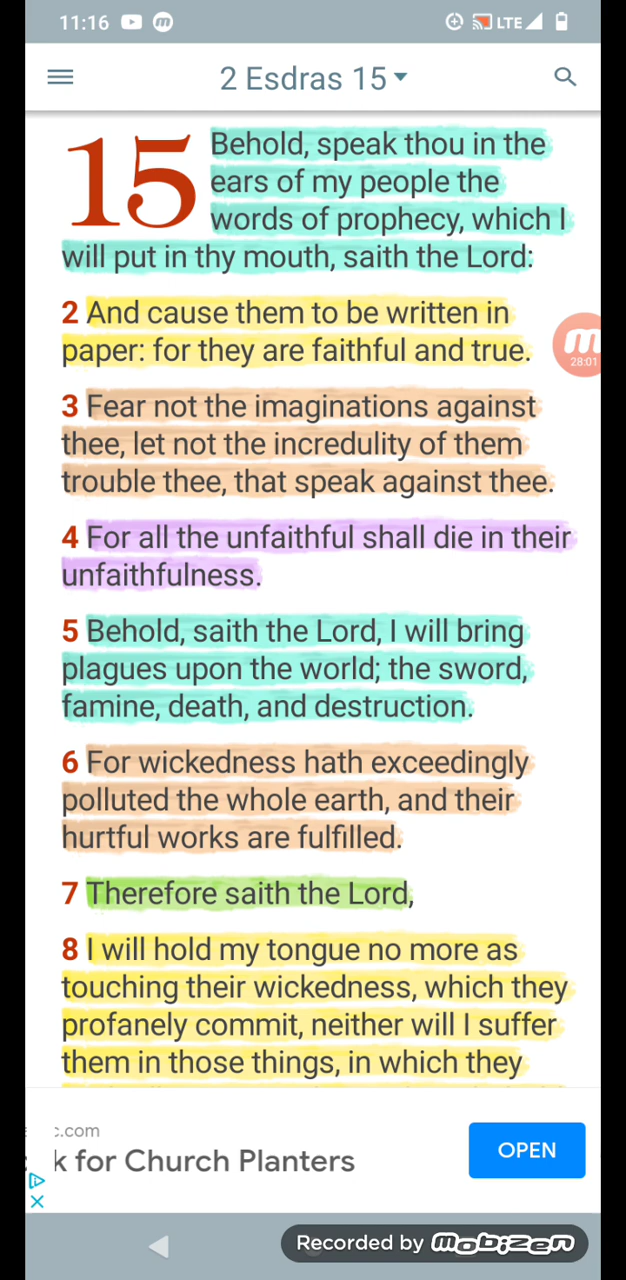 11:16 LTE
2 Esdras 15
15 Behold, speak thou in the
ears of my people the
words of prophecy, which I
will put in thy mouth, saith the Lord:
2 And cause them to be written in
paper: for they are faithful and true.
m
28:01
3 Fear not the imaginations against
thee, let not the incredulity of them
trouble thee, that speak against thee.
4 For all the unfaithful shall die in their
unfaithfulness.
5 Behold, saith the Lord, I will bring
plagues upon the world; the sword,
famine, death, and destruction.
6 For wickedness hath exceedingly
polluted the whole earth, and their
hurtful works are fulfilled.
7 Therefore saith the Lord,
8 I will hold my tongue no more as
touching their wickedness, which they
profanely commit, neither will I suffer
them in those things, in which they
c.com
k for Church Planters
OPEN
Recorded by mobizen